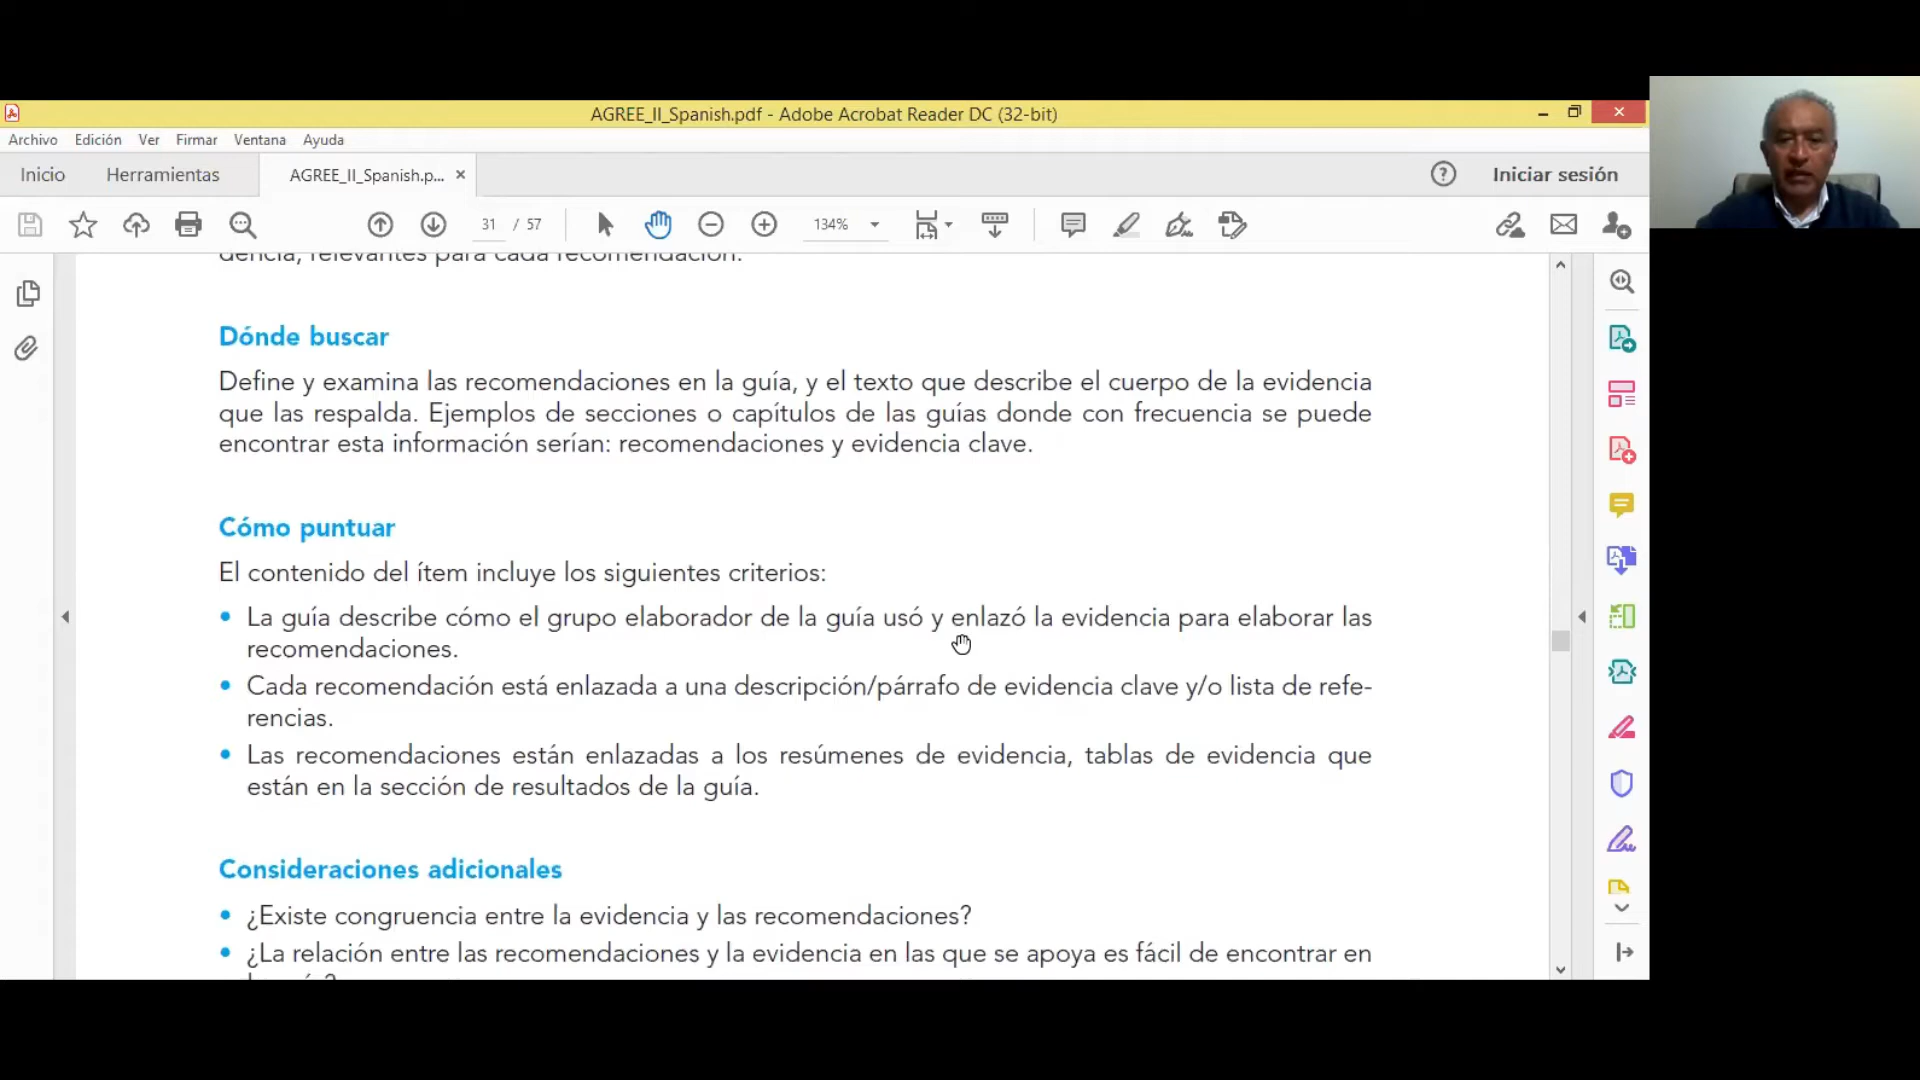 AGREE_II_Spanish.pdf - Adobe Acrobat Reader DC (32-bit)
Archivo Edición Ver Firmar Ventana Ayuda
Inicio Herramientas AGREE_II_Spanish.p... Iniciar sesión
31 / 57 134%
dencia, relevantes para cada recomendación.
Dónde buscar
Define y examina las recomendaciones en la guía, y el texto que describe el cuerpo de la evidencia
que las respalda. Ejemplos de secciones o capítulos de las guías donde con frecuencia se puede
encontrar esta información serían: recomendaciones y evidencia clave.
Cómo puntuar
El contenido del ítem incluye los siguientes criterios:
• La guía describe cómo el grupo elaborador de la guía usó y enlazó la evidencia para elaborar las
recomendaciones.
• Cada recomendación está enlazada a una descripción/párrafo de evidencia clave y/o lista de refe-
rencias.
• Las recomendaciones están enlazadas a los resúmenes de evidencia, tablas de evidencia que
están en la sección de resultados de la guía.
Consideraciones adicionales
• ¿Existe congruencia entre la evidencia y las recomendaciones?
• ¿La relación entre las recomendaciones y la evidencia en las que se apoya es fácil de encontrar en